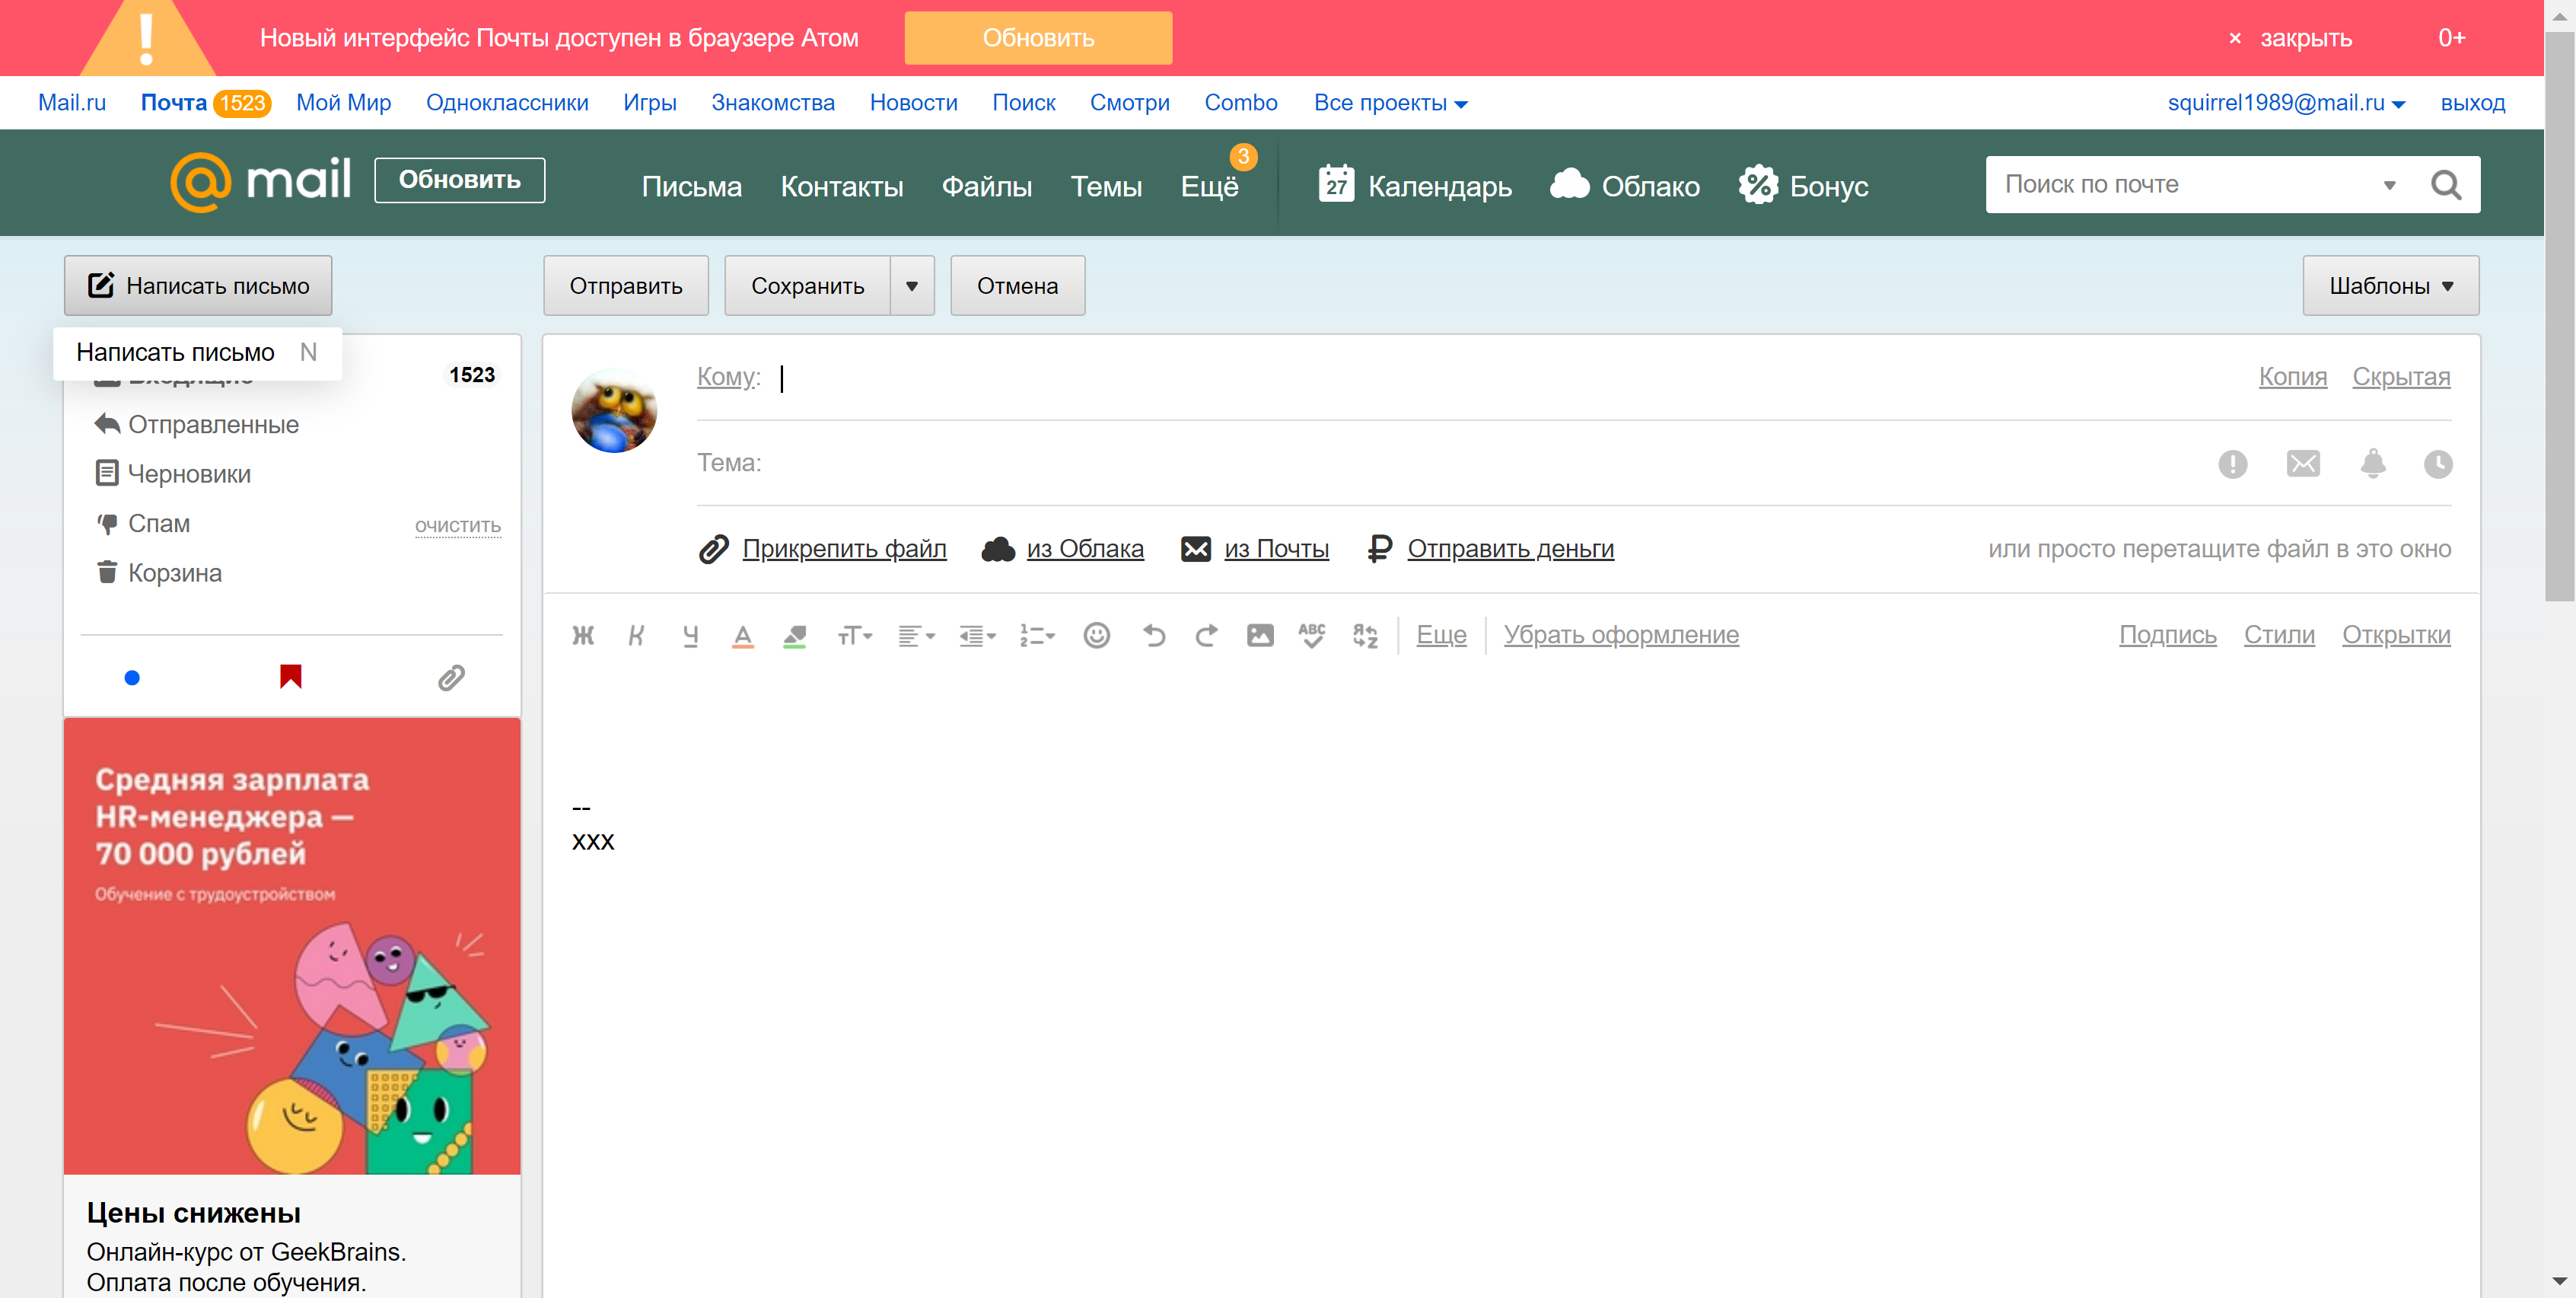 Новый интерфейс Почты доступен в браузере Атом
Обновить
× закрыть
0+
Mail.ru Почта 1523 Мой Мир Одноклассники Игры Знакомства Новости Поиск Смотри Combo Все проекты
squirrel1989@mail.ru выход
@mail Обновить
Письма Контакты Файлы Темы Ещё 3
27 Календарь Облако % Бонус
Поиск по почте
Написать письмо
Отправить Сохранить Отмена
Шаблоны
Написать письмо N
Входящие 1523
Отправленные
Черновики
Спам очистить
Корзина
Кому:
Копия Скрытая
Тема:
Прикрепить файл из Облака из Почты Отправить деньги
или просто перетащите файл в это окно
Ж К Ч А тТ ABC Я Z Еще Убрать оформление
Подпись Стили Открытки
--
xxx
Средняя зарплата
HR-менеджера —
70 000 рублей
Обучение с трудоустройством
Цены снижены
Онлайн-курс от GeekBrains.
Оплата после обучения.